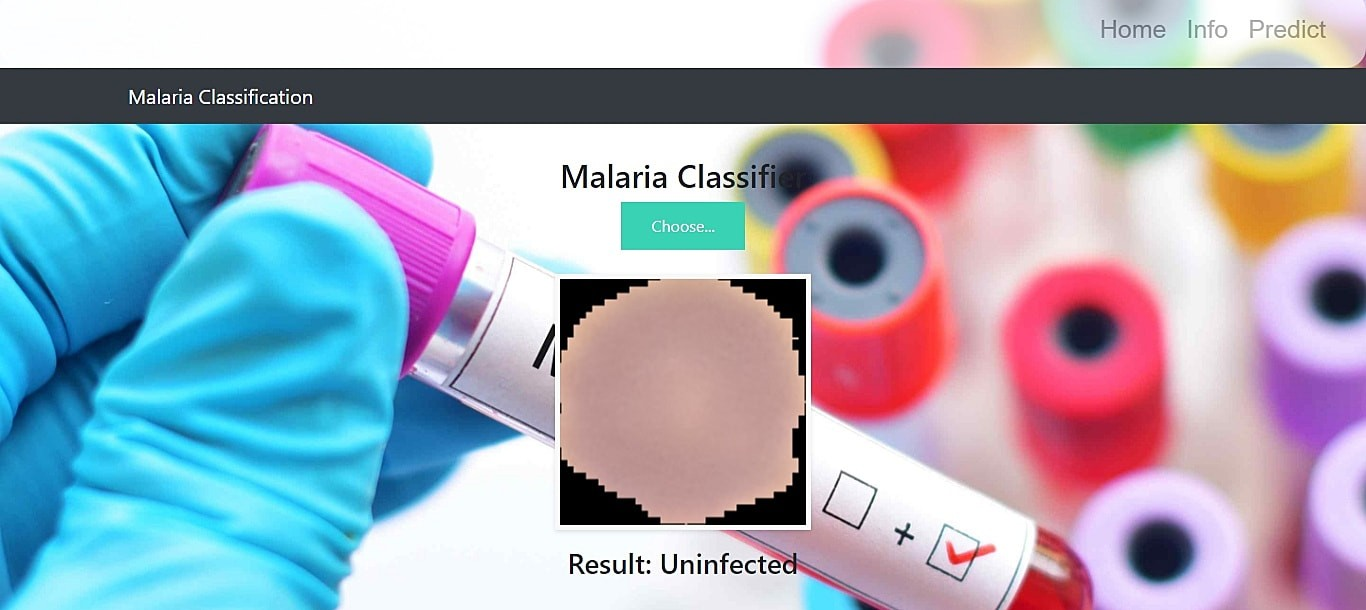 Home Info Predict
Malaria Classification
Malaria Classifier
Choose...
+
Result: Uninfected